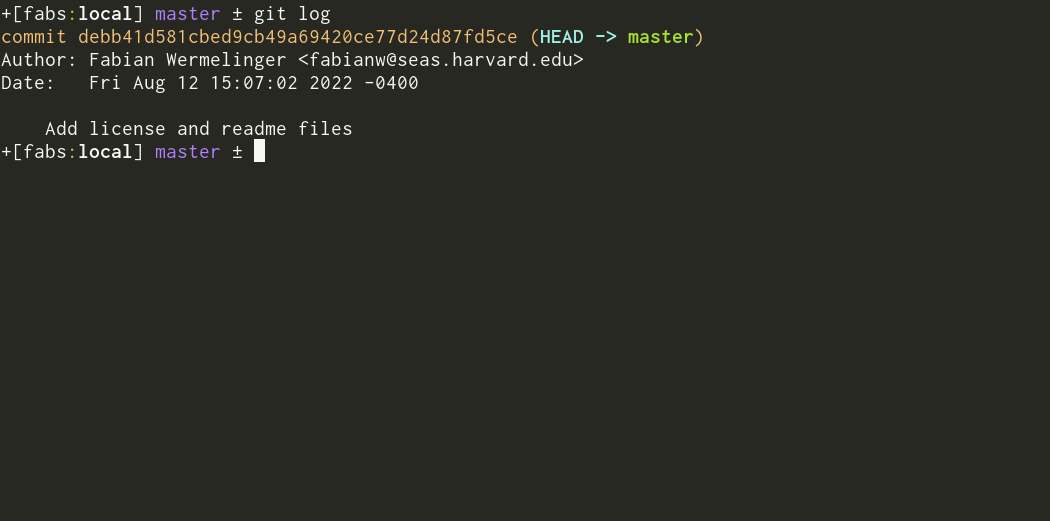 +[fabs:local] master ± git log
commit debb41d581cbed9cb49a69420ce77d24d87fd5ce (HEAD -> master)
Author: Fabian Wermelinger <fabianw@seas.harvard.edu>
Date:   Fri Aug 12 15:07:02 2022 -0400
    Add license and readme files
+[fabs:local] master ±